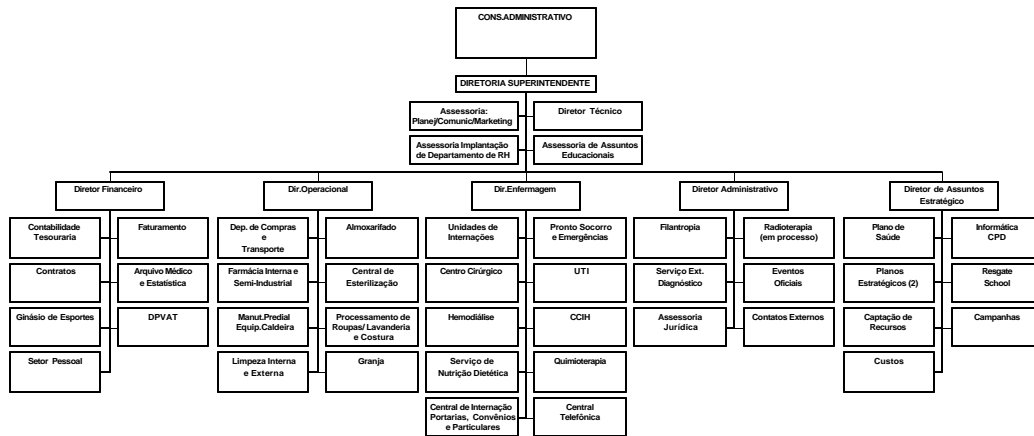 CONS.ADMINISTRATIVO
DIRETORIA SUPERINTENDENTE
Assessoria:
Planej/Comunic/Marketing
Diretor Técnico
Assessoria Implantação
de Departamento de RH
Assessoria de Assuntos
Educacionais
Diretor Financeiro
Dir.Operacional
Dir.Enfermagem
Diretor Administrativo
Diretor de Assuntos
Estratégico
Contabilidade
Tesouraria
Faturamento
Dep. de Compras
e
Transporte
Almoxarifado
Unidades de
Internações
Pronto Socorro
e Emergências
Filantropia
Radioterapia
(em processo)
Plano de
Saúde
Informática
CPD
Contratos
Arquivo Médico
e Estatística
Farmácia Interna e
Semi-Industrial
Central de
Esterilização
Centro Cirúrgico
UTI
Serviço Ext.
Diagnóstico
Eventos
Oficiais
Planos
Estratégicos (2)
Resgate
School
Ginásio de Esportes
DPVAT
Manut.Predial
Equip.Caldeira
Processamento de
Roupas/ Lavanderia
e Costura
Hemodiálise
CCIH
Assessoria
Jurídica
Contatos Externos
Captação de
Recursos
Campanhas
Setor Pessoal
Limpeza Interna
e Externa
Granja
Serviço de
Nutrição Dietética
Quimioterapia
Custos
Central de Internação
Portarias, Convênios
e Particulares
Central
Telefônica